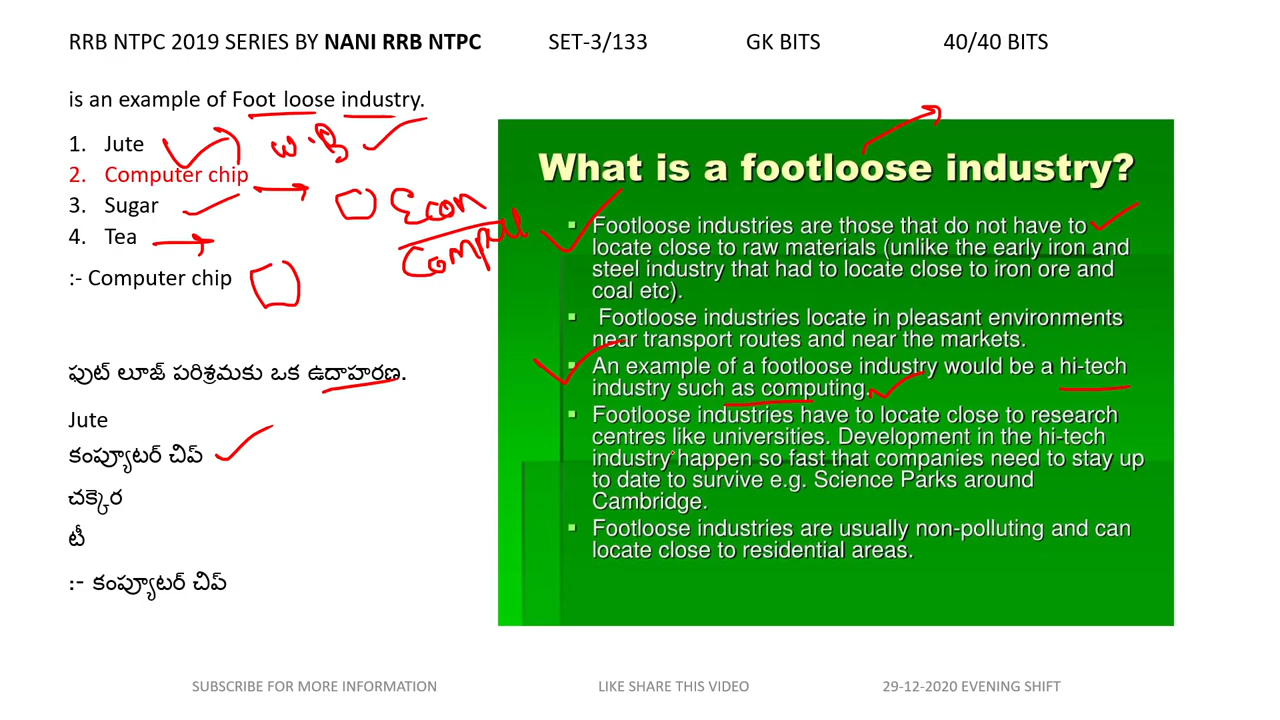 RRB NTPC 2019 SERIES BY NANI RRB NTPC SET-3/133 GK BITS 40/40 BITS
is an example of Foot loose industry.
1. Jute
W.B
2. Computer chip
Econ
3. Sugar
4. Tea
:- Computer chip
ఫుట్ లూజ్ పరిశ్రమకు ఒక ఉదాహరణ.
Jute
కంప్యూటర్ చిప్
చక్కెర
టీ
:- కంప్యూటర్ చిప్
What is a footloose industry?
Footloose industries are those that do not have to
locate close to raw materials (unlike the early iron and
steel industry that had to locate close to iron ore and
coal etc).
Footloose industries locate in pleasant environments
near transport routes and near the markets.
An example of a footloose industry would be a hi-tech
industry such as computing.
Footloose industries have to locate close to research
centres like universities. Development in the hi-tech
industry happen so fast that companies need to stay up
to date to survive e.g. Science Parks around
Cambridge.
Footloose industries are usually non-polluting and can
locate close to residential areas.
SUBSCRIBE FOR MORE INFORMATION LIKE SHARE THIS VIDEO 29-12-2020 EVENING SHIFT